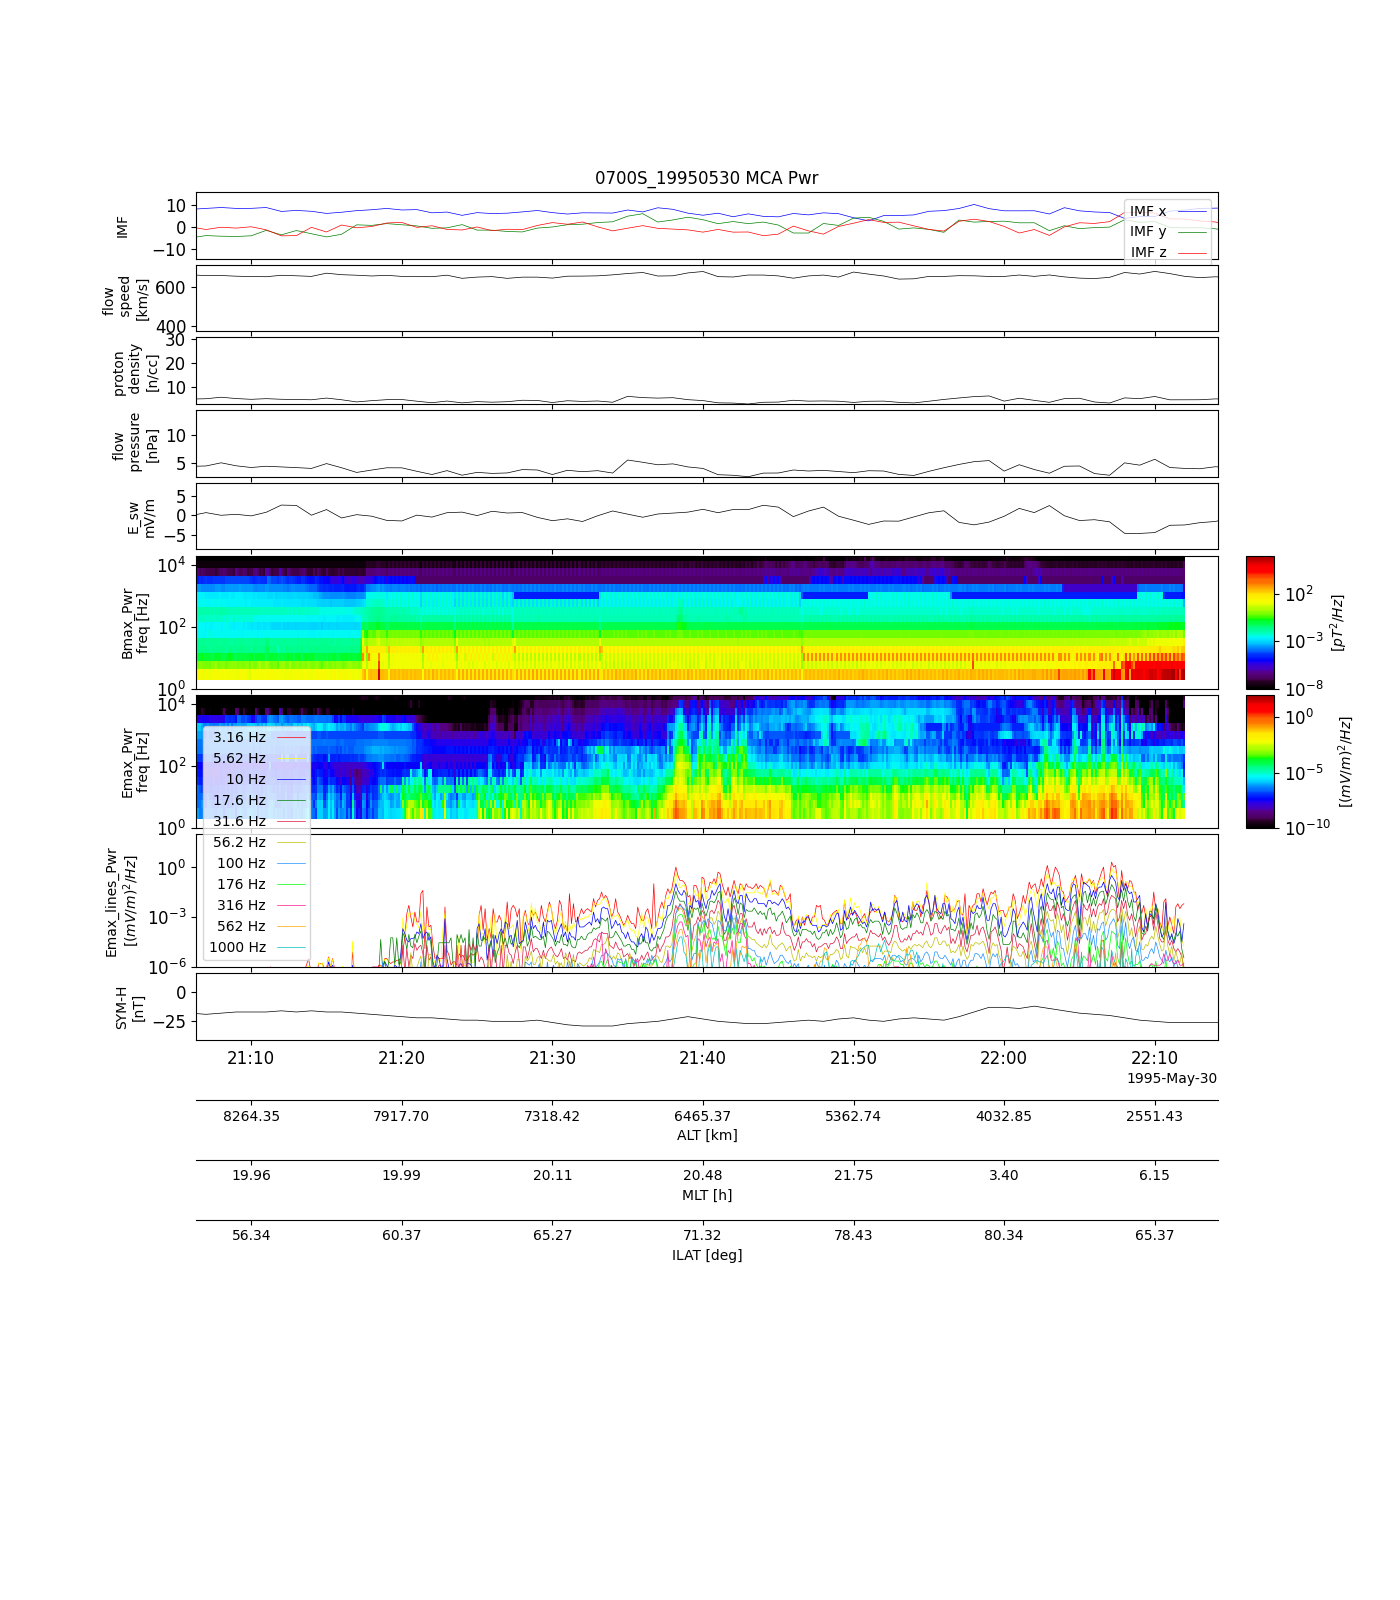 0700S_19950530 MCA Pwr
IMF
10
0
−10
IMF x
IMF y
IMF z
flow
speed
[km/s]
600
400
proton
density
[n/cc]
30
20
10
flow
pressure
[nPa]
10
5
E_sw
mV/m
5
0
−5
Bmax_Pwr
freq [Hz]
10^4
10^2
10^0
10^2
10^−3
10^−8
[pT^2/Hz]
Emax_Pwr
freq [Hz]
10^4
10^2
10^0
10^0
10^−5
10^−10
[(mV/m)^2/Hz]
3.16 Hz
5.62 Hz
10 Hz
17.6 Hz
31.6 Hz
56.2 Hz
100 Hz
176 Hz
316 Hz
562 Hz
1000 Hz
Emax_lines_Pwr
[(mV/m)^2/Hz]
10^0
10^−3
10^−6
SYM-H
[nT]
0
−25
21:10 21:20 21:30 21:40 21:50 22:00 22:10
1995-May-30
8264.35 7917.70 7318.42 6465.37 5362.74 4032.85 2551.43
ALT [km]
19.96 19.99 20.11 20.48 21.75 3.40 6.15
MLT [h]
56.34 60.37 65.27 71.32 78.43 80.34 65.37
ILAT [deg]